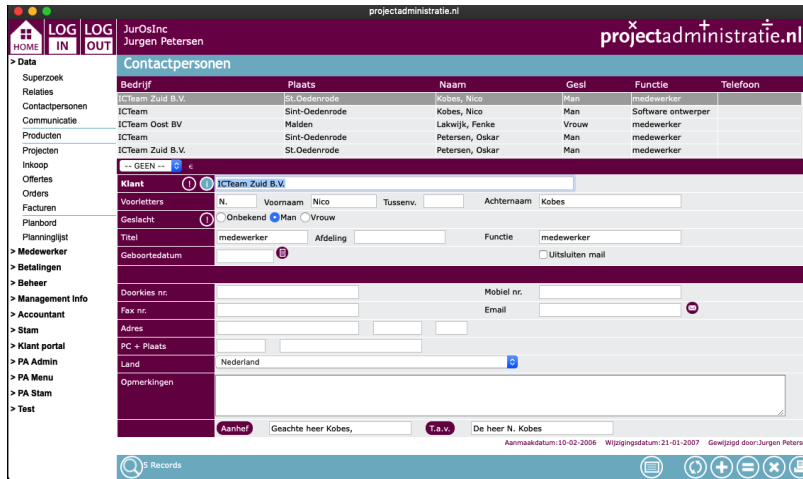 projectadministratie.nl
HOME LOG IN LOG OUT
JurOsInc
Jurgen Petersen
projectadministratie.nl
> Data
Superzoek
Relaties
Contactpersonen
Communicatie
Producten
Projecten
Inkoop
Offertes
Orders
Facturen
Planbord
Planninglijst
> Medewerker
> Betalingen
> Beheer
> Management Info
> Accountant
> Stam
> Klant portal
> PA Admin
> PA Menu
> PA Stam
> Test
Contactpersonen
Bedrijf Plaats Naam Gesl Functie Telefoon
ICTeam Zuid B.V. St.Oedenrode Kobes, Nico Man medewerker
ICTeam Sint-Oedenrode Kobes, Nico Man Software ontwerper
ICTeam Oost BV Malden Lakwijk, Fenke Vrouw medewerker
ICTeam Sint-Oedenrode Petersen, Oskar Man medewerker
ICTeam Zuid B.V. St.Oedenrode Petersen, Oskar Man medewerker
-- GEEN -- €
Klant ! i ICTeam Zuid B.V.
Voorletters N. Voornaam Nico Tussenv. Achternaam Kobes
Geslacht ! Onbekend Man Vrouw
Titel medewerker Afdeling Functie medewerker
Geboortedatum Uitsluiten mail
Doorkies nr. Mobiel nr.
Fax nr. Email
Adres
PC + Plaats
Land Nederland
Opmerkingen
Aanhef Geachte heer Kobes, T.a.v. De heer N. Kobes
Aanmaakdatum:10-02-2006 Wijzigingsdatum:21-01-2007 Gewijzigd door:Jurgen Peters
5 Records